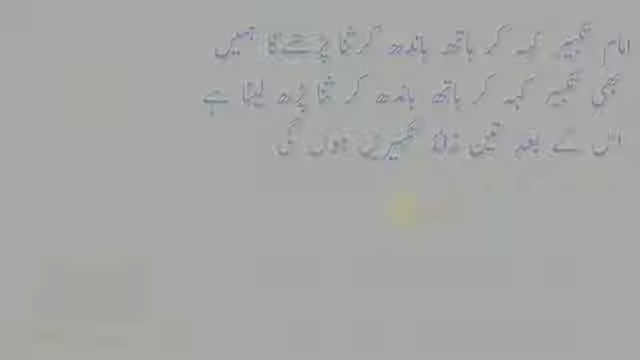 امام تکبیر کہہ کر ہاتھ باندھ کر ثنا پڑھے گا ہمیں
بھی تکبیر کہہ کر ہاتھ باندھ کر ثنا پڑھ لینا ہے
اس کے بعد تین زائد تکبیریں ہوں گی